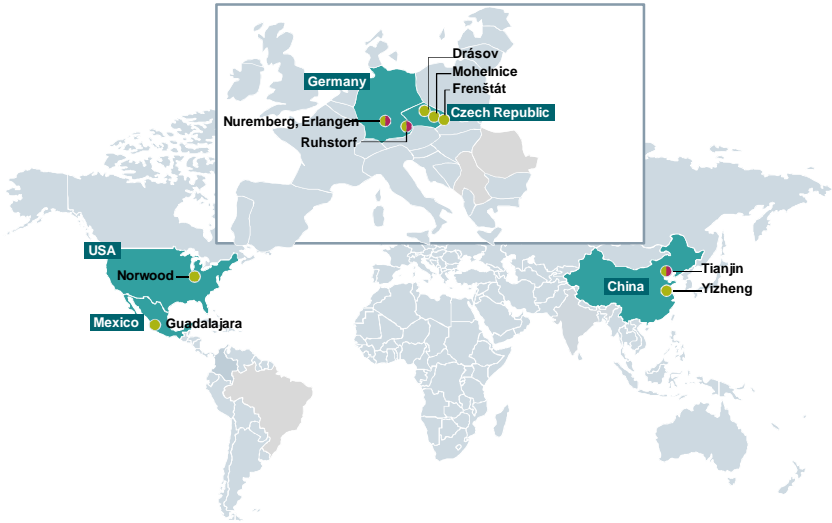 Drásov
Mohelnice
Germany
Frenštát
Czech Republic
Nuremberg, Erlangen
Ruhstorf
USA
Norwood
Tianjin
China
Yizheng
Mexico
Guadalajara